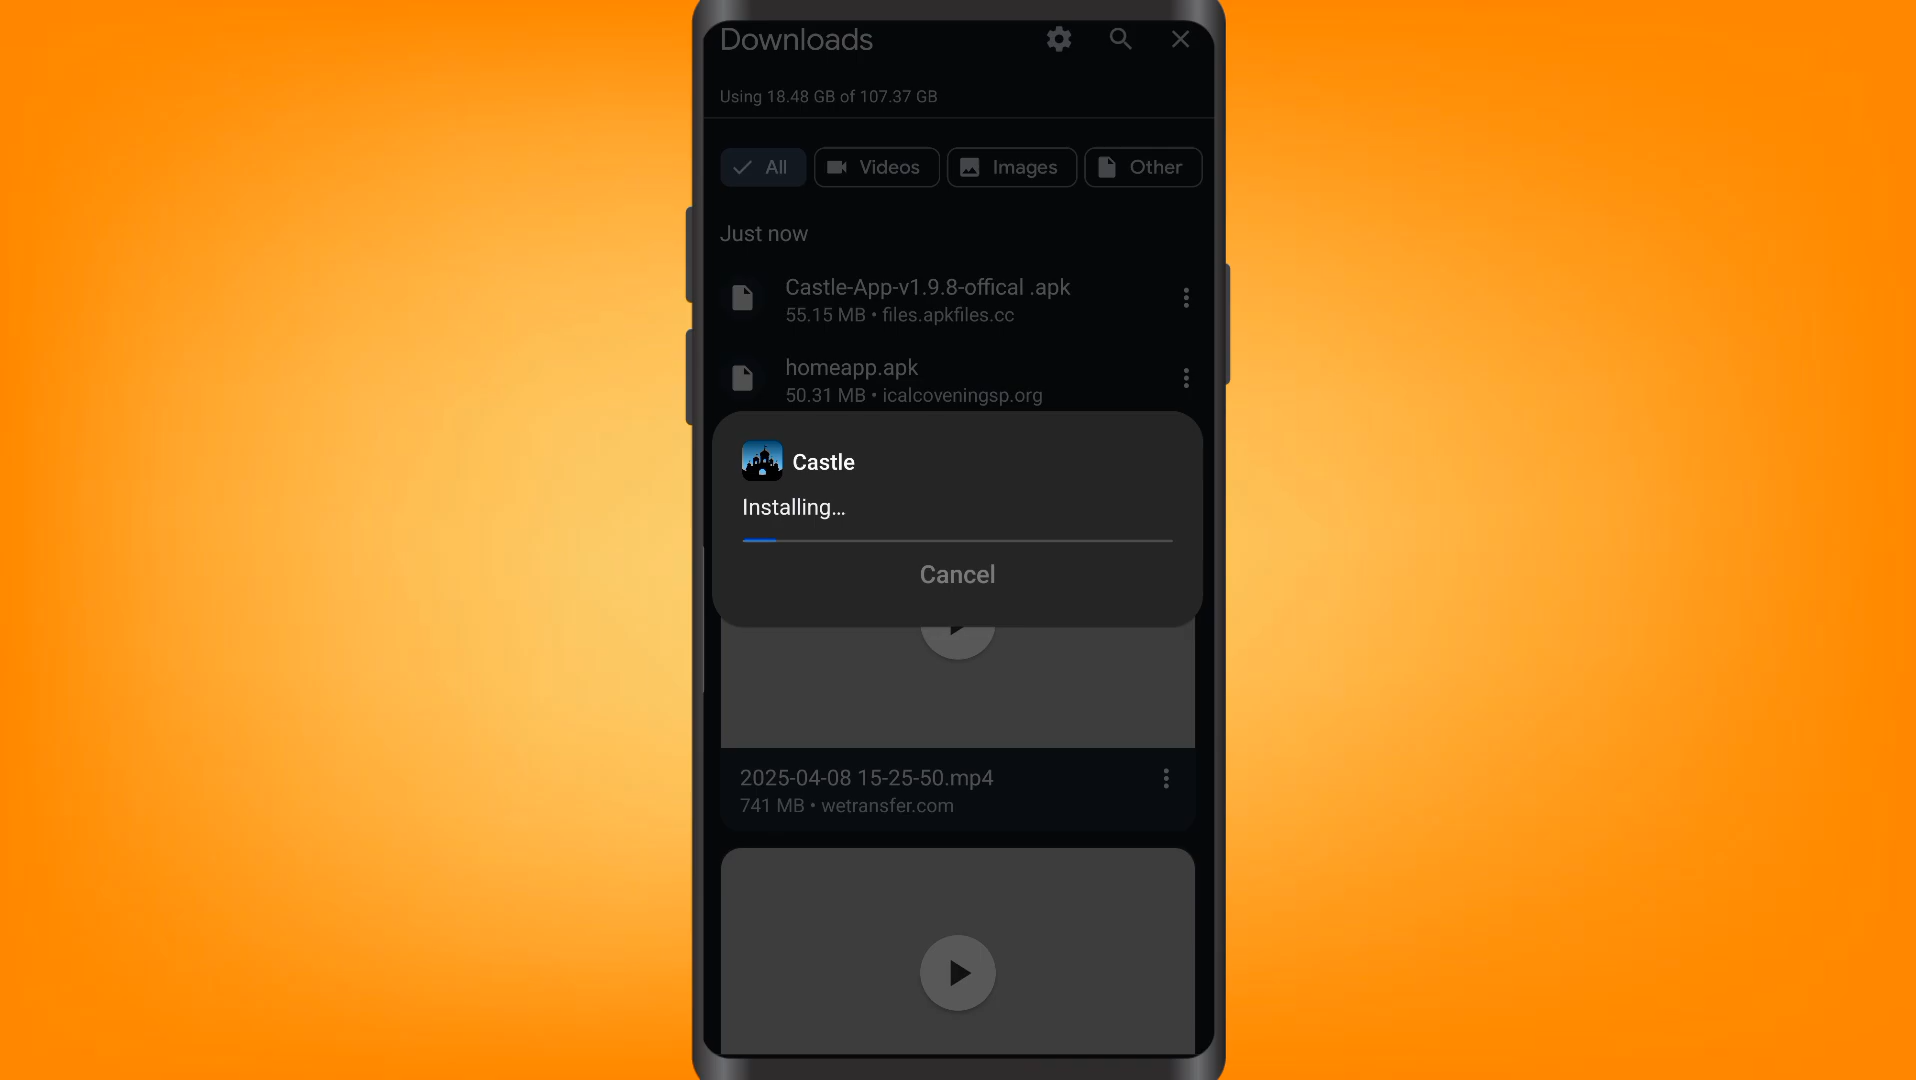 Downloads
Using 18.48 GB of 107.37 GB
All
Videos
Images
Other
Just now
Castle-App-v1.9.8-offical .apk
55.15 MB • files.apkfiles.cc
homeapp.apk
50.31 MB • icalcoveningsp.org
Castle
Installing...
Cancel
2025-04-08 15-25-50.mp4
741 MB • wetransfer.com